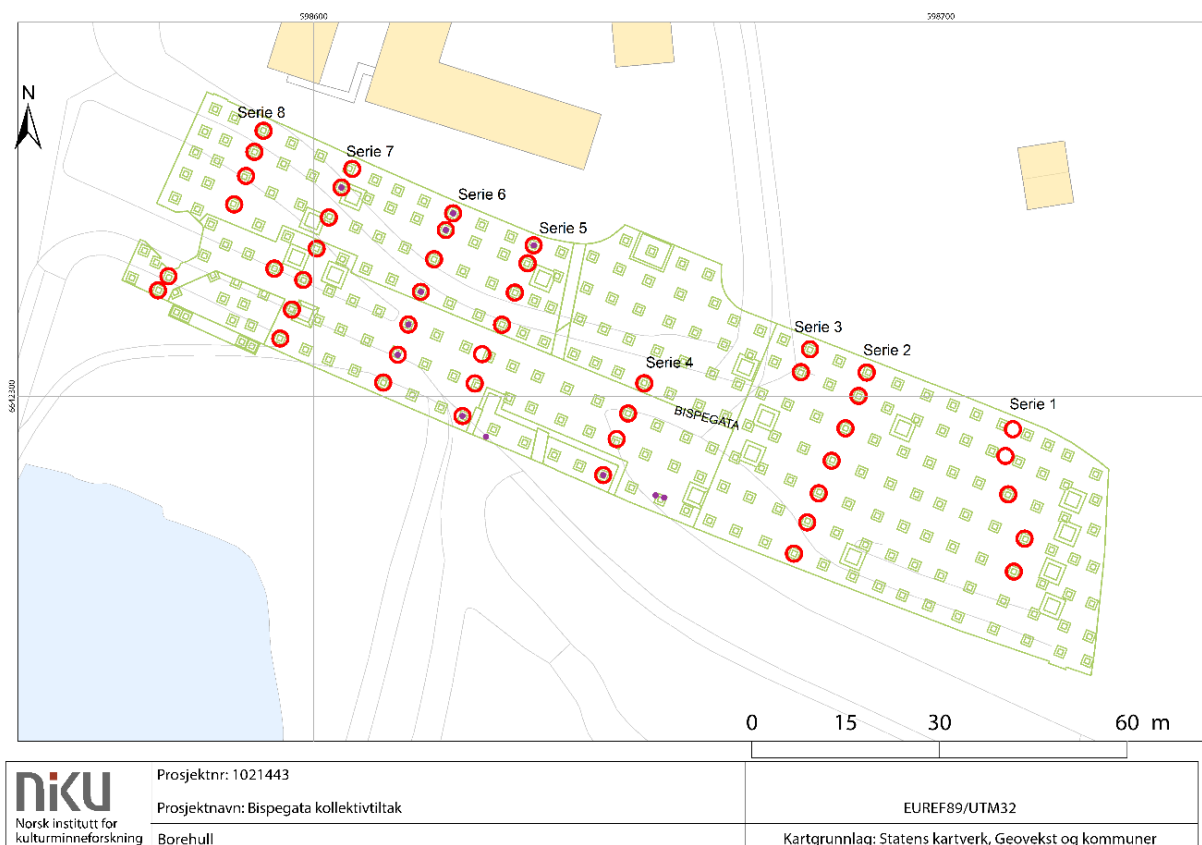 598600
598700
N
Serie 8
Serie 7
Serie 6
Serie 5
Serie 3
Serie 2
Serie 4
6642300
BISPEGATA
Serie 1
0 15 30 60 m
NiKU
Norsk institutt for
kulturminneforskning
Prosjektnr: 1021443
Prosjektnavn: Bispegata kollektivtiltak
Borehull
EUREF89/UTM32
Kartgrunnlag: Statens kartverk, Geovekst og kommuner